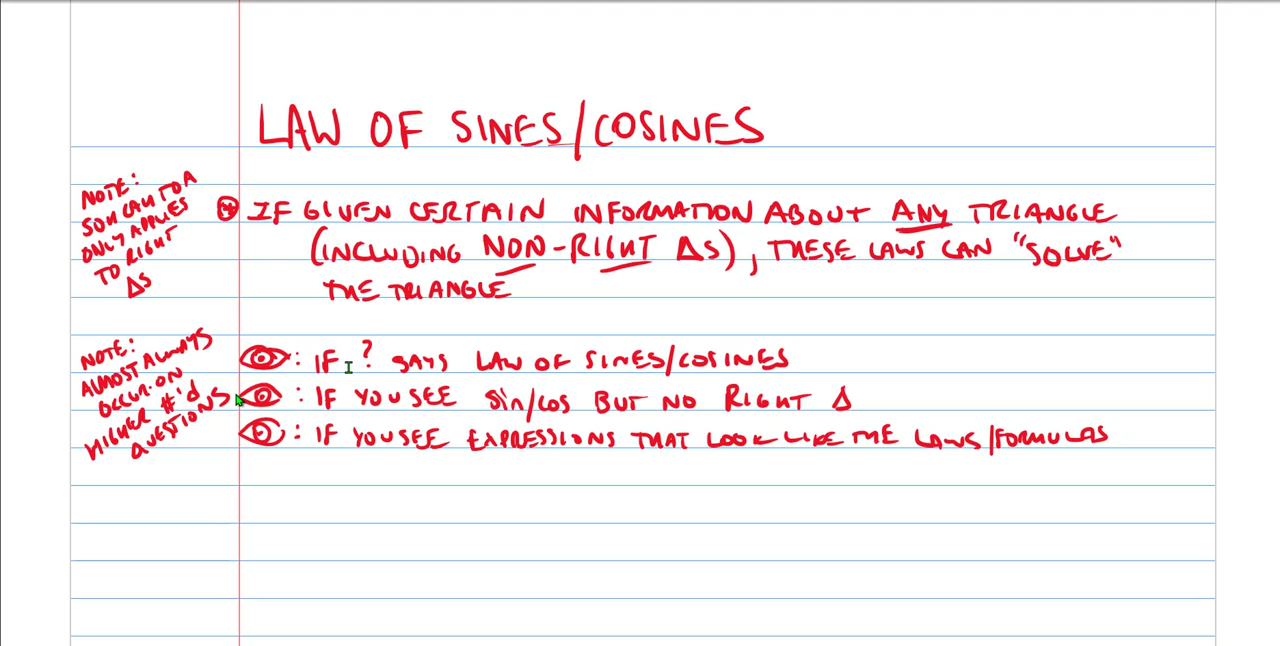 LAW OF SINES/COSINES
NOTE:
SOH CAH TOA
ONLY APPLIES
TO RIGHT
ΔS
IF GIVEN CERTAIN INFORMATION ABOUT ANY TRIANGLE
(INCLUDING NON-RIGHT ΔS), THESE LAWS CAN "SOLVE"
THE TRIANGLE
NOTE:
ALMOST ALWAYS
OCCUR ON
HIGHER #'d
QUESTIONS
: IF ? SAYS LAW OF SINES/COSINES
: IF YOU SEE sin/cos BUT NO RIGHT Δ
: IF YOU SEE EXPRESSIONS THAT LOOK LIKE THE LAWS/FORMULAS